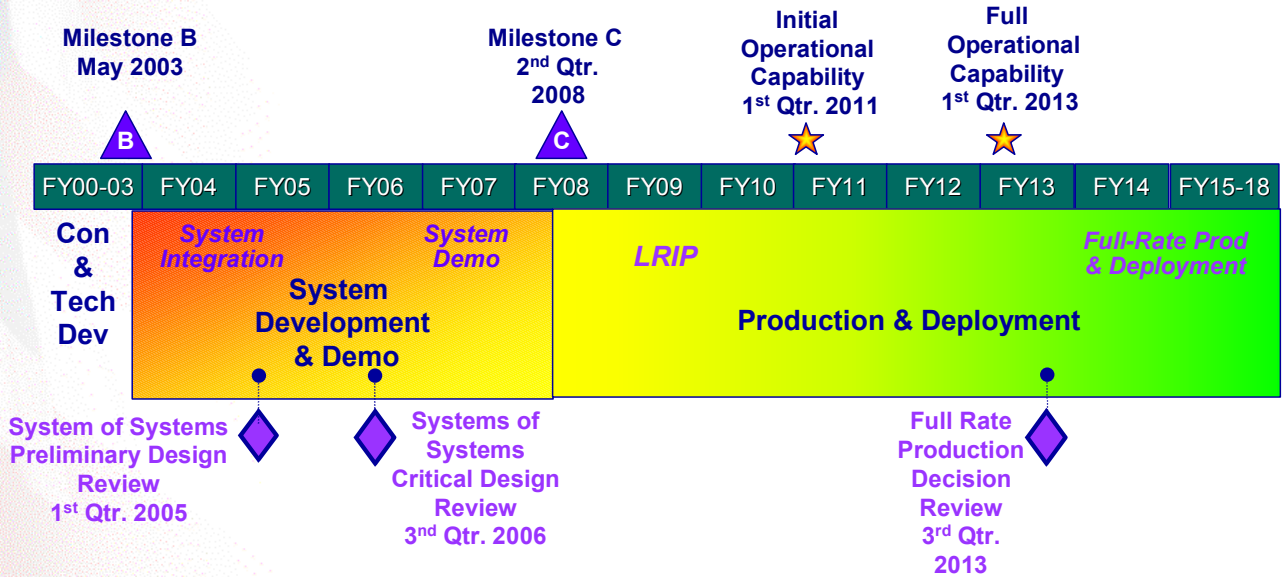 Milestone B
May 2003
Milestone C
2nd Qtr.
2008
Initial
Operational
Capability
1st Qtr. 2011
Full
Operational
Capability
1st Qtr. 2013
B
C
FY00-03 FY04 FY05 FY06 FY07 FY08 FY09 FY10 FY11 FY12 FY13 FY14 FY15-18
Con
&
Tech
Dev
System
Integration
System
Demo
System
Development
& Demo
LRIP
Production & Deployment
Full-Rate Prod
& Deployment
System of Systems
Preliminary Design
Review
1st Qtr. 2005
Systems of
Systems
Critical Design
Review
3nd Qtr. 2006
Full Rate
Production
Decision
Review
3rd Qtr.
2013